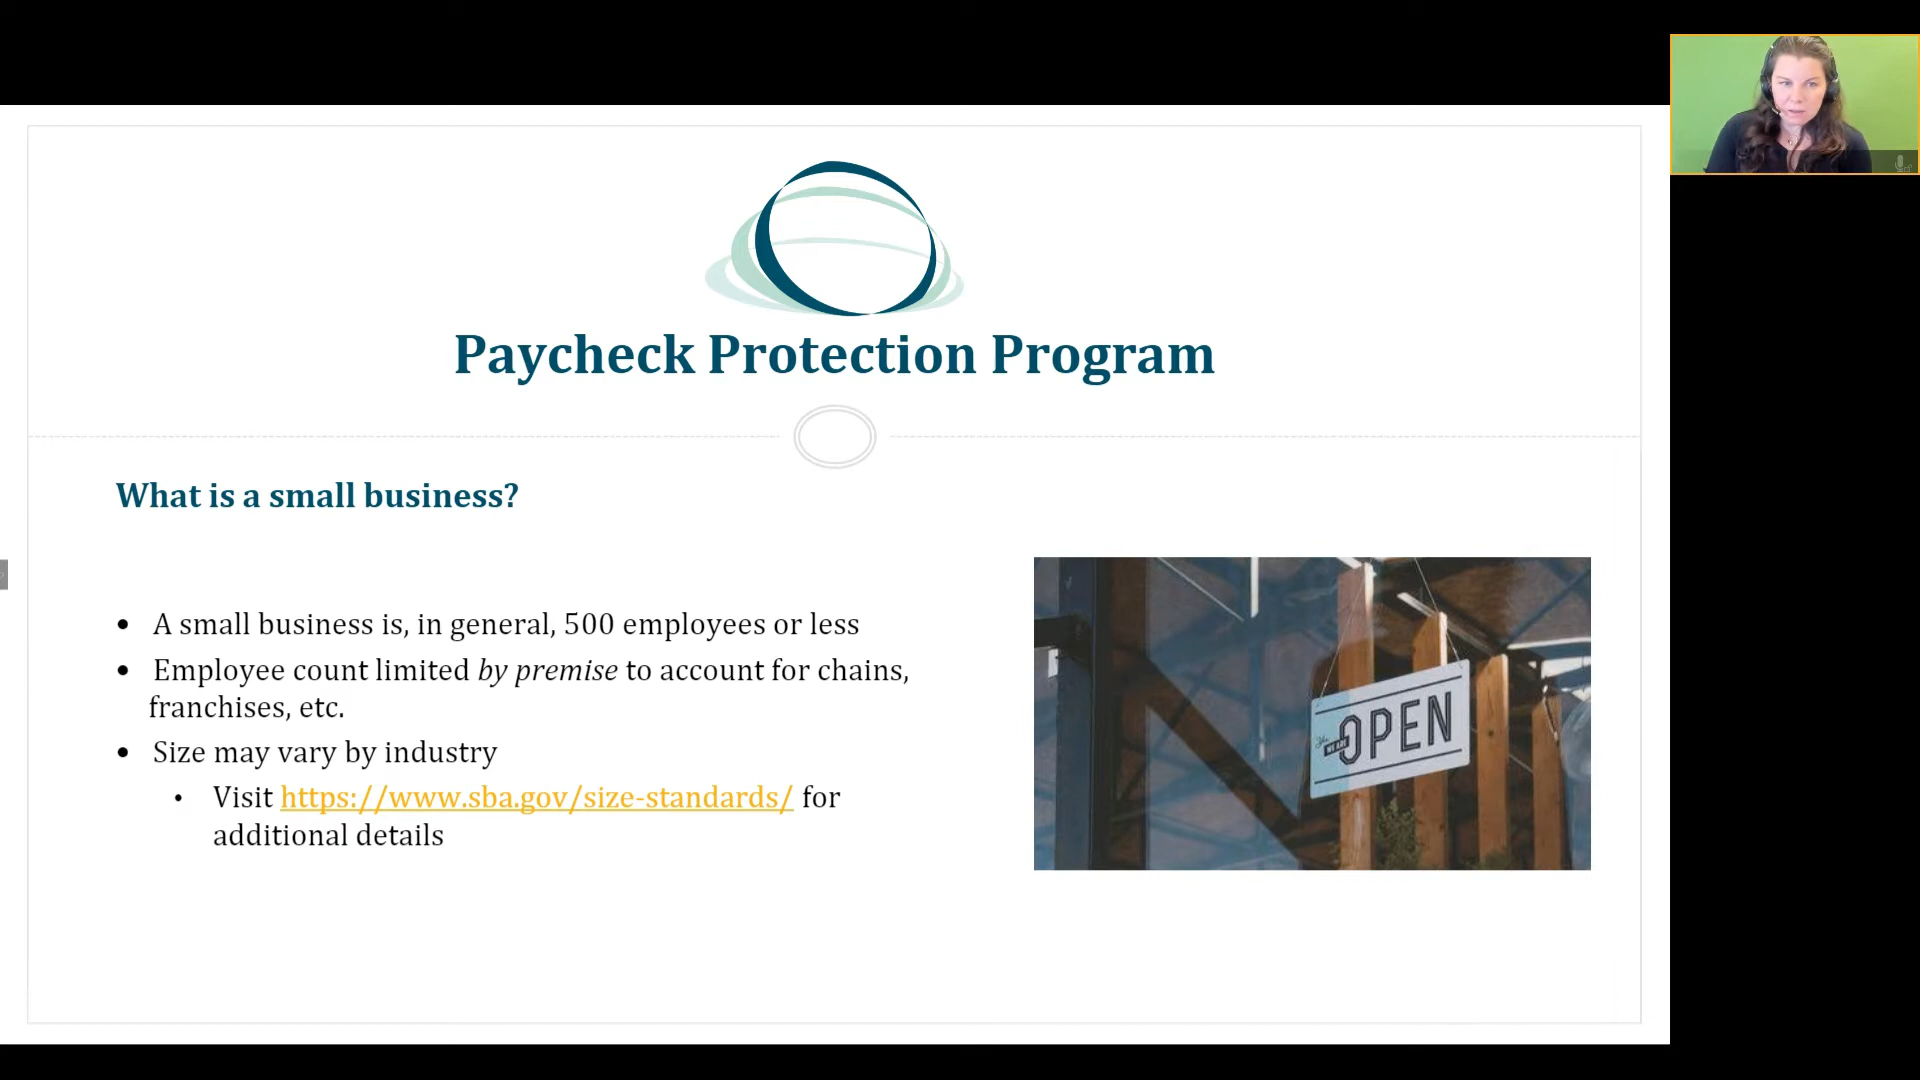 Paycheck Protection Program
What is a small business?
• A small business is, in general, 500 employees or less
• Employee count limited by premise to account for chains,
franchises, etc.
• Size may vary by industry
• Visit https://www.sba.gov/size-standards/ for
additional details
WE ARE
OPEN